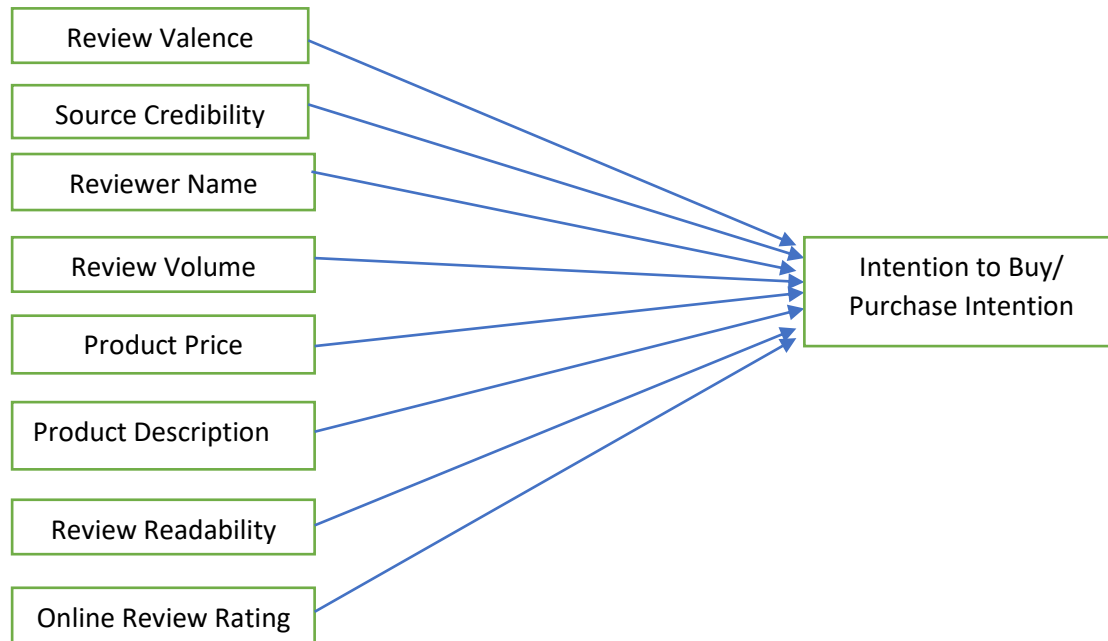 Review Valence
Source Credibility
Reviewer Name
Review Volume
Product Price
Product Description
Review Readability
Online Review Rating
Intention to Buy/
Purchase Intention